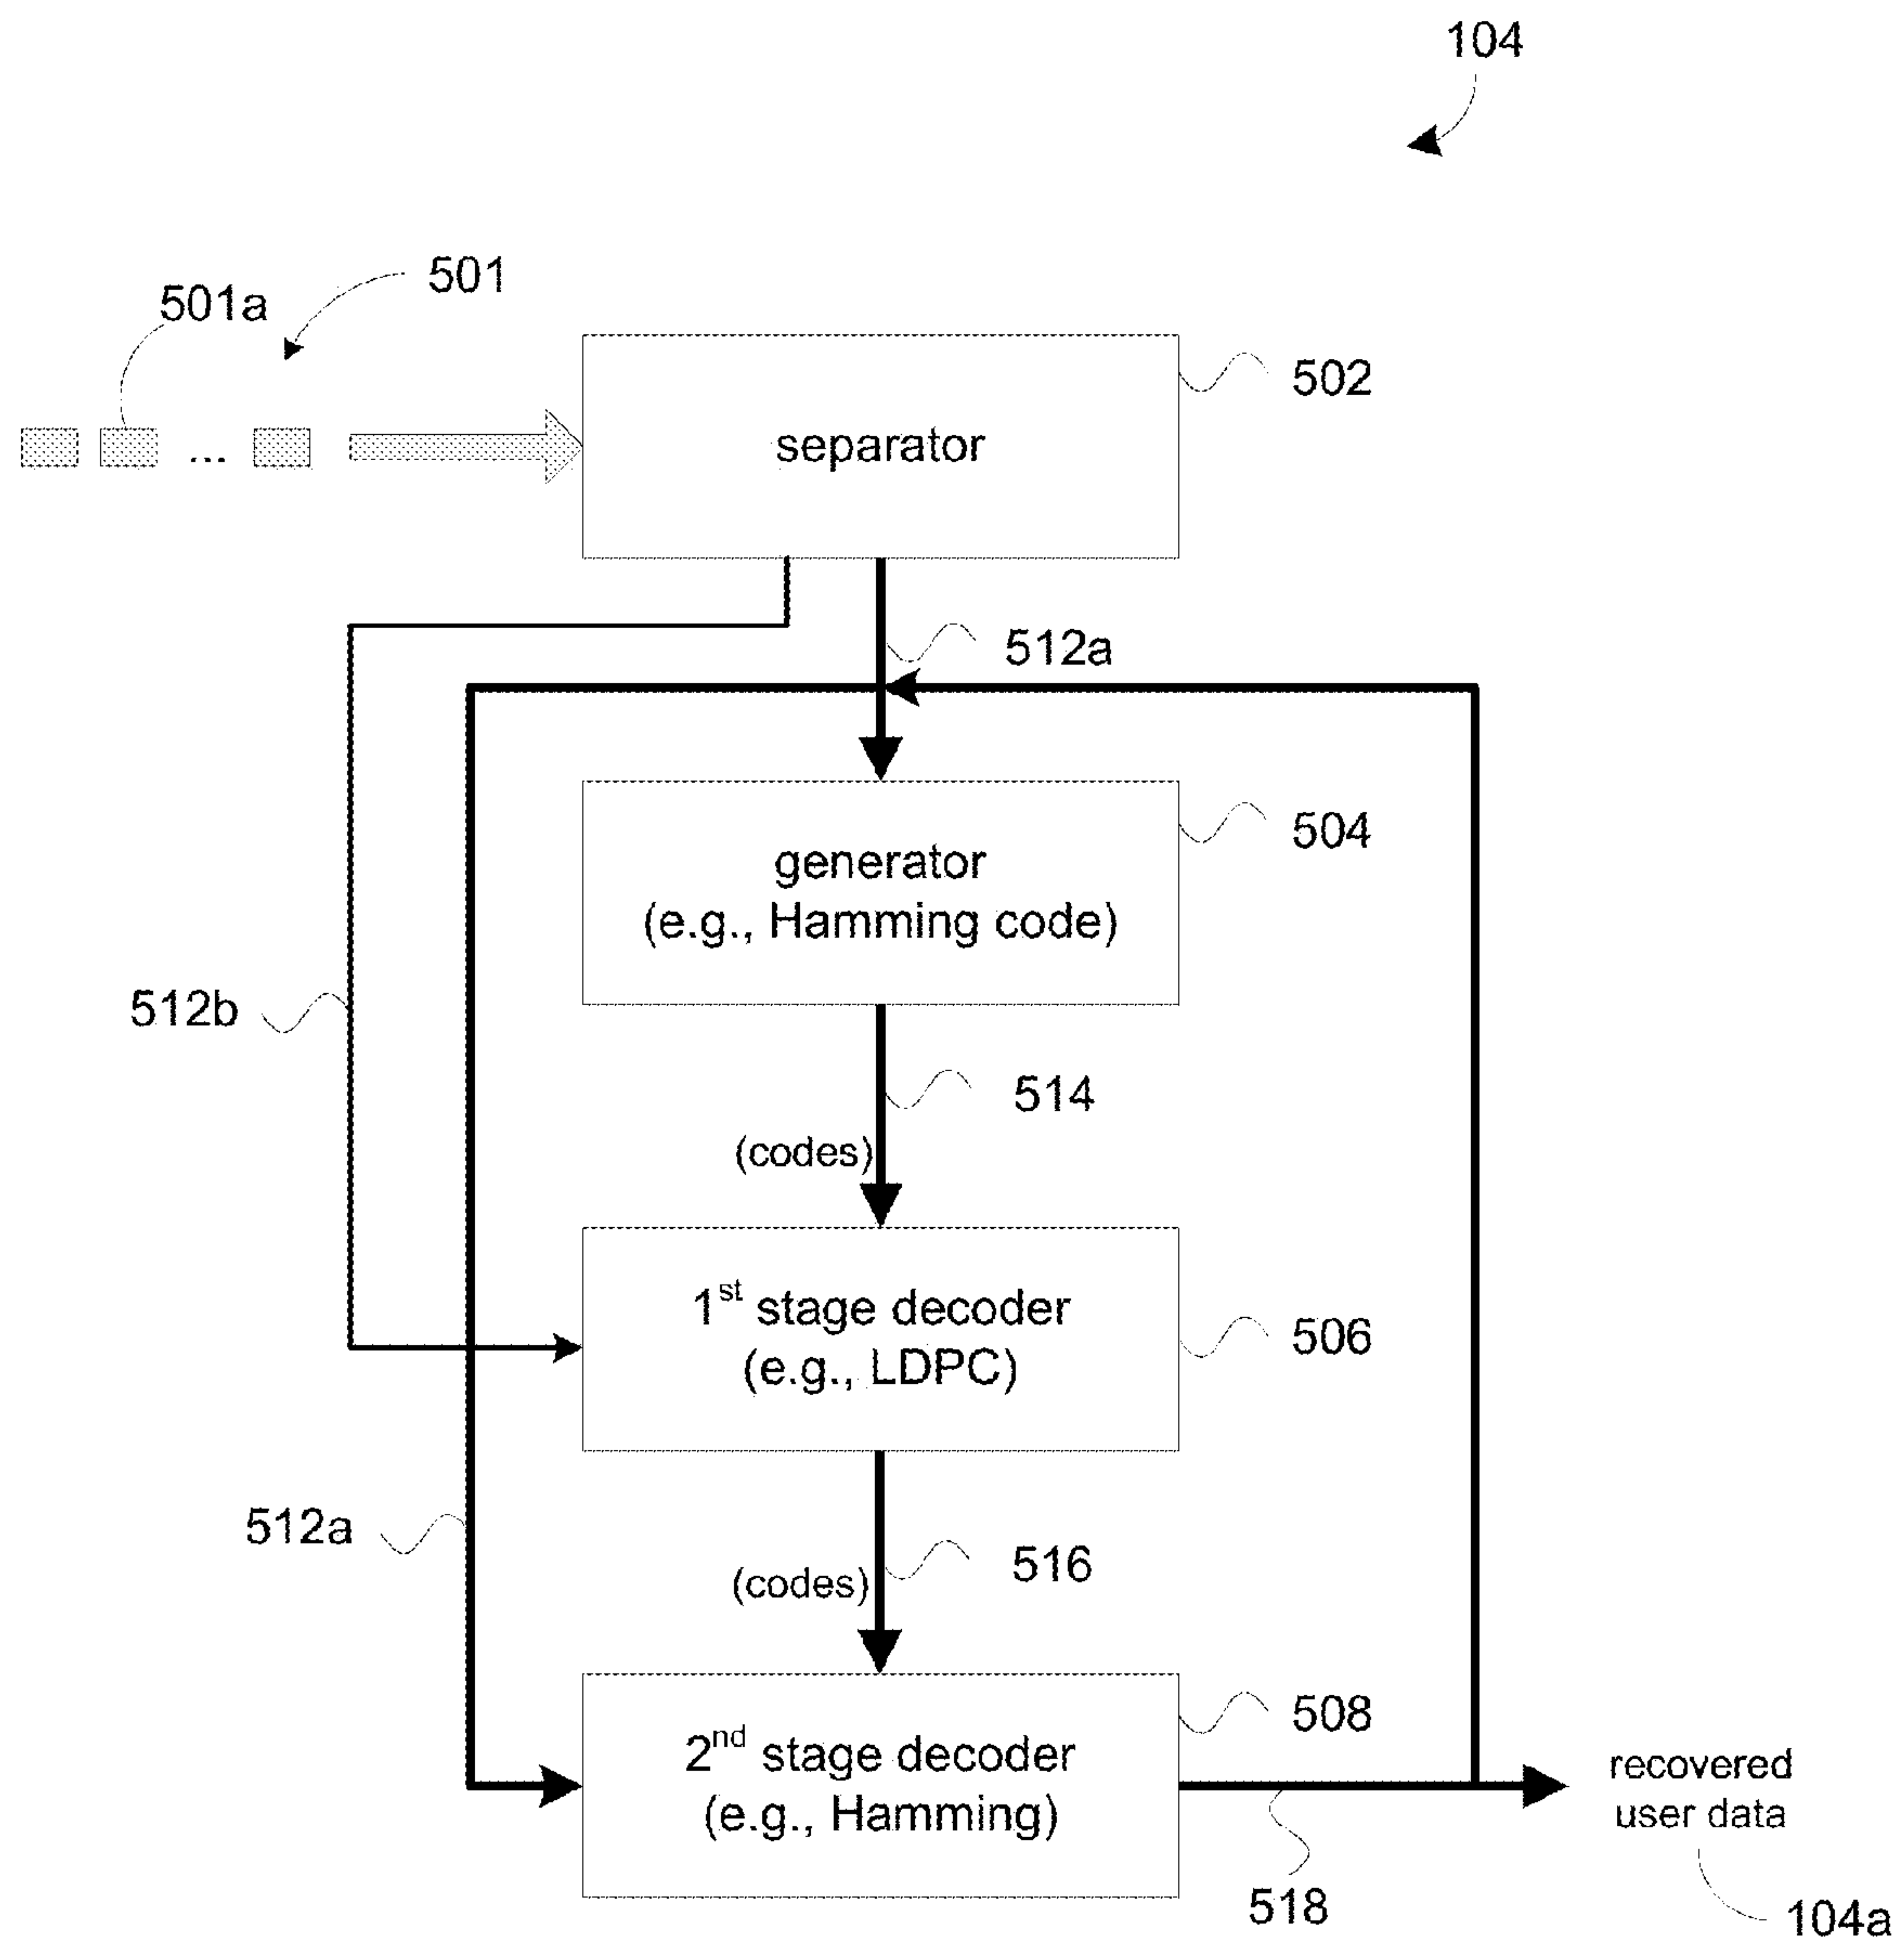 104
501
501a
502
separator
...
512a
504
generator
(e.g., Hamming code)
512b
514
(codes)
1st stage decoder
(e.g., LDPC)
506
512a
516
(codes)
508
2nd stage decoder
(e.g., Hamming)
recovered
user data
518
104a